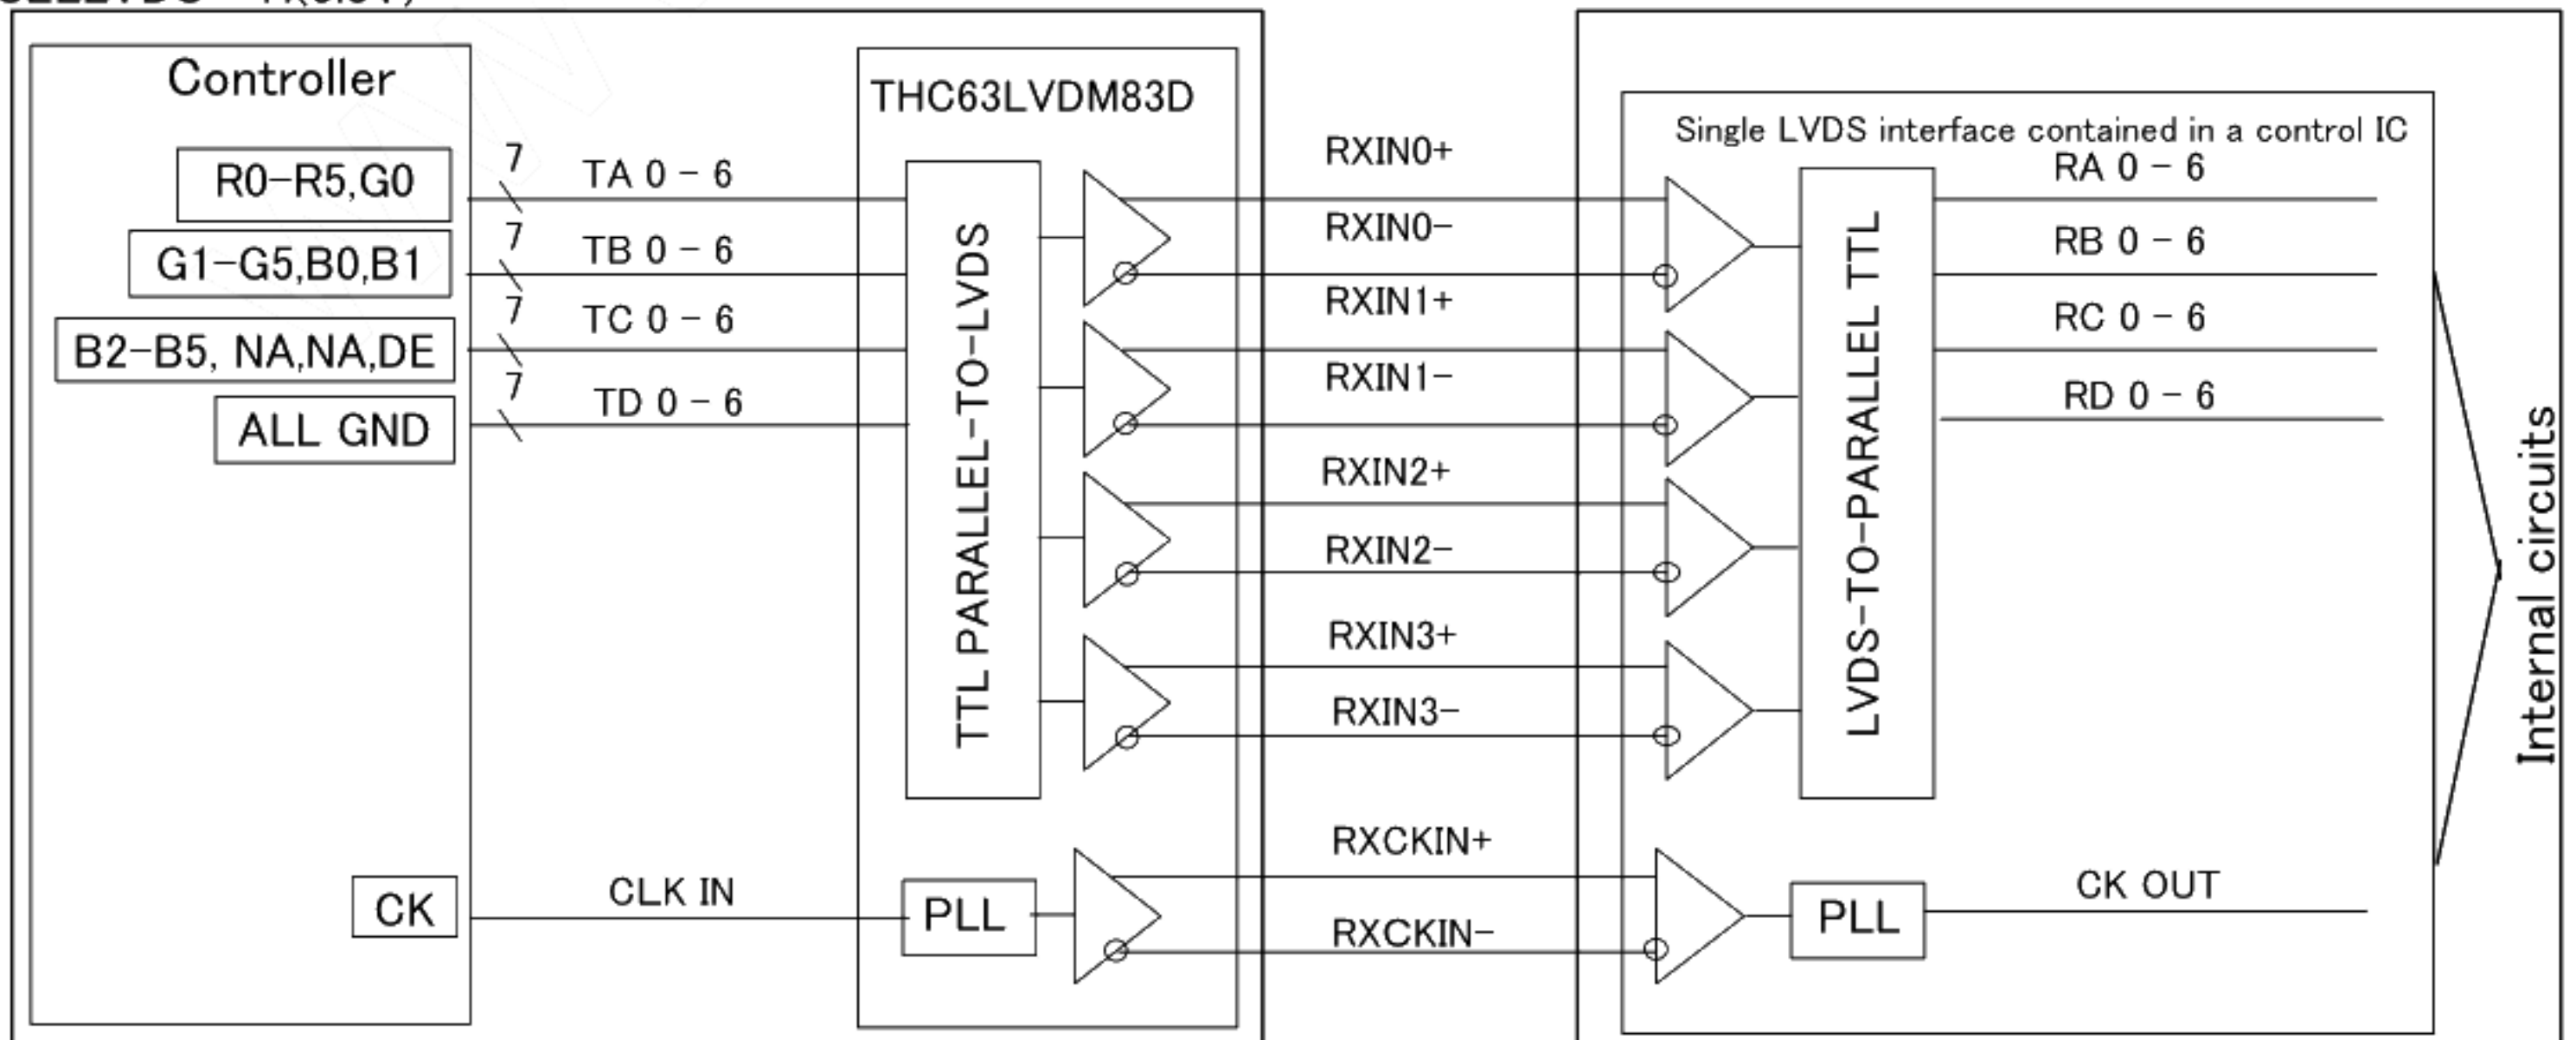 Controller
THC63LVDM83D
Single LVDS interface contained in a control IC
R0-R5,G0
7
TA 0 - 6
RXIN0+
RA 0 - 6
G1-G5,B0,B1
7
TB 0 - 6
RXIN0-
RB 0 - 6
B2-B5, NA,NA,DE
7
TC 0 - 6
RXIN1+
RC 0 - 6
ALL GND
7
TD 0 - 6
RXIN1-
RD 0 - 6
TTL PARALLEL-TO-LVDS
LVDS-TO-PARALLEL TTL
RXIN2+
RXIN2-
RXIN3+
RXIN3-
Internal circuits
CK
CLK IN
PLL
RXCKIN+
RXCKIN-
PLL
CK OUT